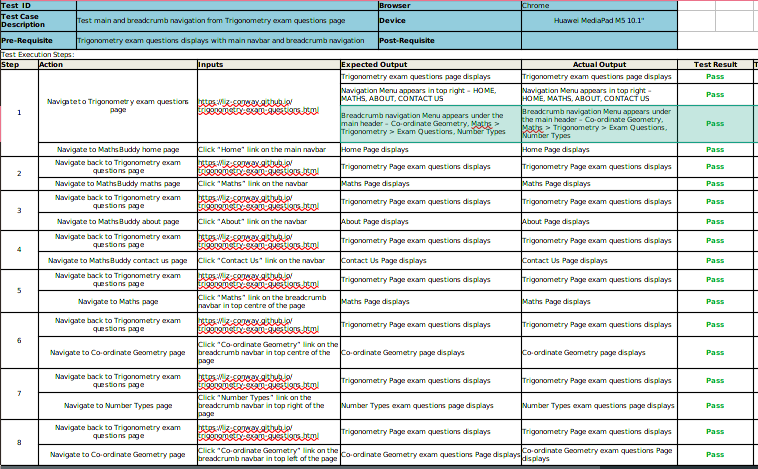 Test ID Browser Chrome
Test Case Description Test main and breadcrumb navigation from Trigonometry exam questions page Device Huawei MediaPad M5 10.1"
Pre-Requisite Trigonometry exam questions displays with main navbar and breadcrumb navigation Post-Requisite
Test Execution Steps:
Step Action Inputs Expected Output Actual Output Test Result T
Trigonometry exam questions page displays Trigonometry exam questions page displays Pass
1 Navigate to Trigonometry exam questions page https://liz-conway.github.io/trigonometry-exam-questions.html Navigation Menu appears in top right – HOME, MATHS, ABOUT, CONTACT US Navigation Menu appears in top right – HOME, MATHS, ABOUT, CONTACT US Pass
Breadcrumb navigation Menu appears under the main header – Co-ordinate Geometry, Maths > Trigonometry > Exam Questions, Number Types Breadcrumb navigation Menu appears under the main header – Co-ordinate Geometry, Maths > Trigonometry > Exam Questions, Number Types Pass
Navigate to MathsBuddy home page Click "Home" link on the main navbar Home Page displays Home Page displays Pass
2 Navigate back to Trigonometry exam questions page https://liz-conway.github.io/trigonometry-exam-questions.html Trigonometry Page exam questions displays Trigonometry Page exam questions displays Pass
Navigate to MathsBuddy maths page Click "Maths" link on the navbar Maths Page displays Maths Page displays Pass
3 Navigate back to Trigonometry exam questions page https://liz-conway.github.io/trigonometry-exam-questions.html Trigonometry Page exam questions displays Trigonometry Page exam questions displays Pass
Navigate to MathsBuddy about page Click "About" link on the navbar About Page displays About Page displays Pass
4 Navigate back to Trigonometry exam questions page https://liz-conway.github.io/trigonometry-exam-questions.html Trigonometry Page exam questions displays Trigonometry Page exam questions displays Pass
Navigate to MathsBuddy contact us page Click "Contact Us" link on the navbar Contact Us Page displays Contact Us Page displays Pass
5 Navigate back to Trigonometry exam questions page https://liz-conway.github.io/trigonometry-exam-questions.html Trigonometry Page exam questions displays Trigonometry Page exam questions displays Pass
Navigate to Maths page Click "Maths" link on the breadcrumb navbar in top centre of the page Maths Page displays Maths Page displays Pass
6 Navigate back to Trigonometry exam questions page https://liz-conway.github.io/trigonometry-exam-questions.html Trigonometry Page exam questions displays Trigonometry Page exam questions displays Pass
Navigate to Co-ordinate Geometry page Click "Co-ordinate Geometry" link on the breadcrumb navbar in top centre of the page Co-ordinate Geometry Page displays Co-ordinate Geometry page displays Pass
7 Navigate back to Trigonometry exam questions page https://liz-conway.github.io/trigonometry-exam-questions.html Trigonometry Page exam questions displays Trigonometry Page exam questions displays Pass
Navigate to Number Types page Click "Number Types" link on the breadcrumb navbar in top right of the page Number Types exam questions page displays Number Types exam questions page displays Pass
8 Navigate back to Trigonometry exam questions page https://liz-conway.github.io/trigonometry-exam-questions.html Trigonometry Page exam questions displays Trigonometry Page exam questions displays Pass
Navigate to Co-ordinate Geometry page Click "Co-ordinate Geometry" link on the breadcrumb navbar in top left of the page Co-ordinate Geometry exam questions Page displays Co-ordinate Geometry exam questions Page displays Pass